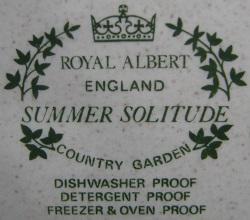 ROYAL ALBERT
ENGLAND
SUMMER SOLITUDE
COUNTRY GARDEN
DISHWASHER PROOF
DETERGENT PROOF
FREEZER & OVEN PROOF